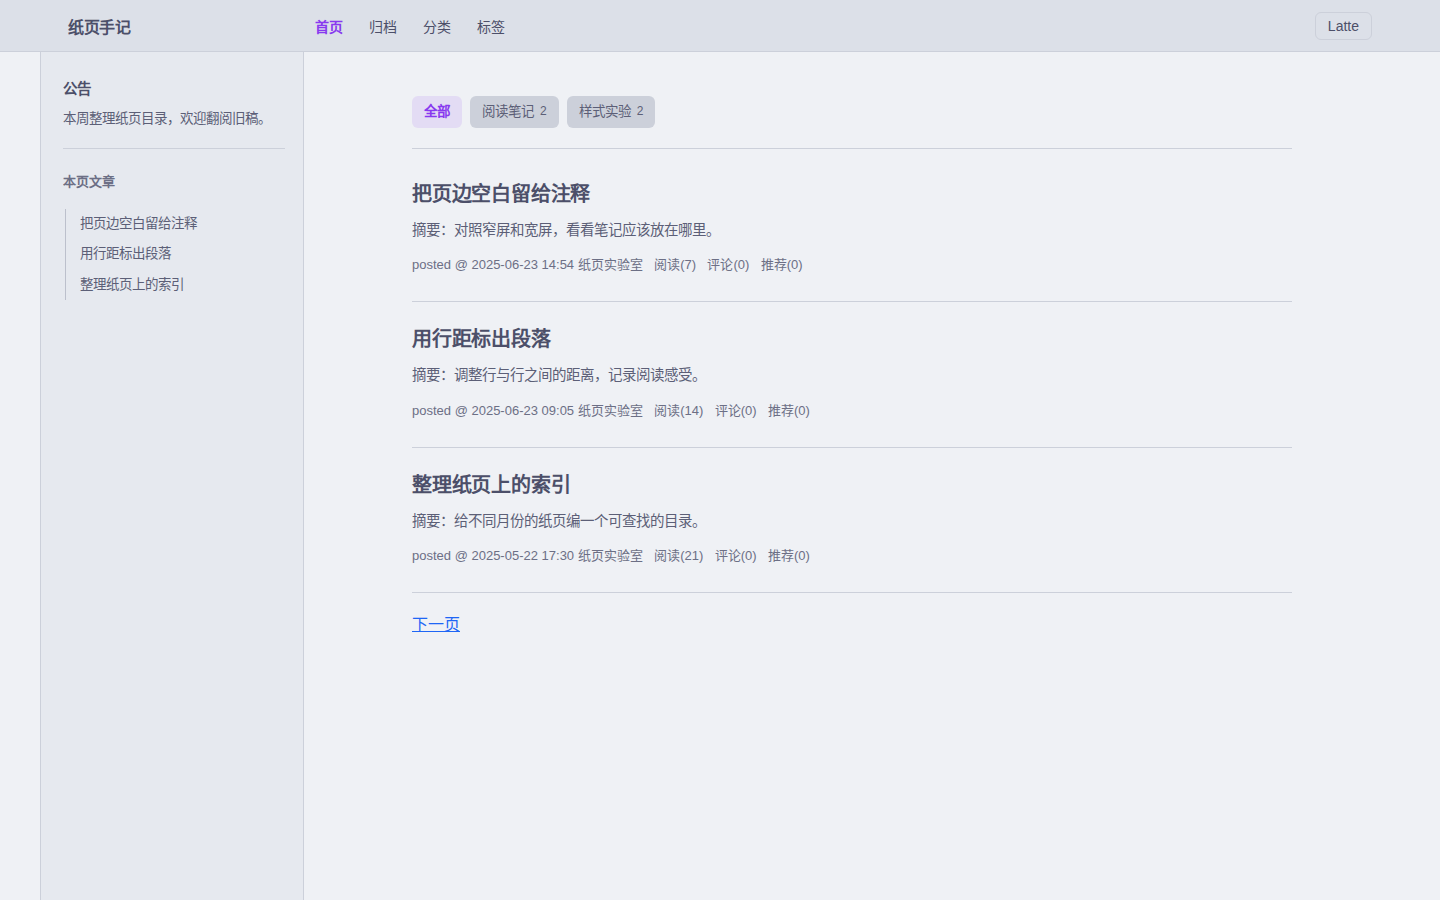 纸页手记
首页 归档 分类 标签
Latte
公告
本周整理纸页目录，欢迎翻阅旧稿。
本页文章
把页边空白留给注释
用行距标出段落
整理纸页上的索引
全部 阅读笔记 2 样式实验 2
把页边空白留给注释
摘要：对照窄屏和宽屏，看看笔记应该放在哪里。
posted @ 2025-06-23 14:54 纸页实验室 阅读(7) 评论(0) 推荐(0)
用行距标出段落
摘要：调整行与行之间的距离，记录阅读感受。
posted @ 2025-06-23 09:05 纸页实验室 阅读(14) 评论(0) 推荐(0)
整理纸页上的索引
摘要：给不同月份的纸页编一个可查找的目录。
posted @ 2025-05-22 17:30 纸页实验室 阅读(21) 评论(0) 推荐(0)
下一页